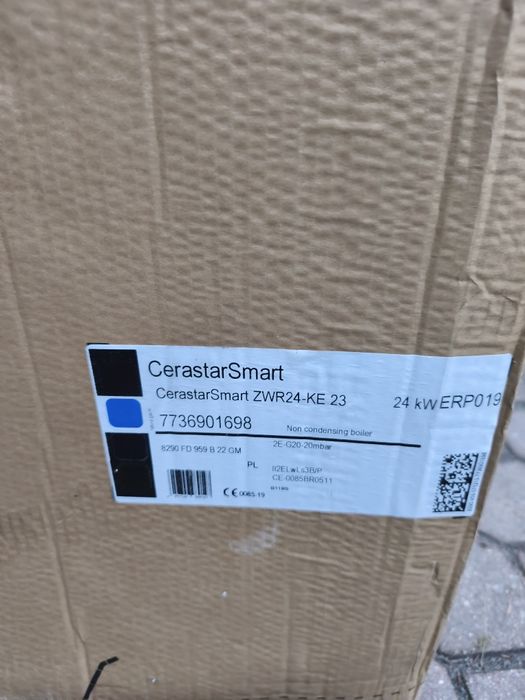 CerastarSmart
CerastarSmart ZWR24-KE 23 24 kW ERP019
7736901698 Non condensing boiler
8290 FD 959 B 22 GM 2E-G20-20mbar
PL II2ELwLs3B/P
CE-0085BR0511
CE 0085-19